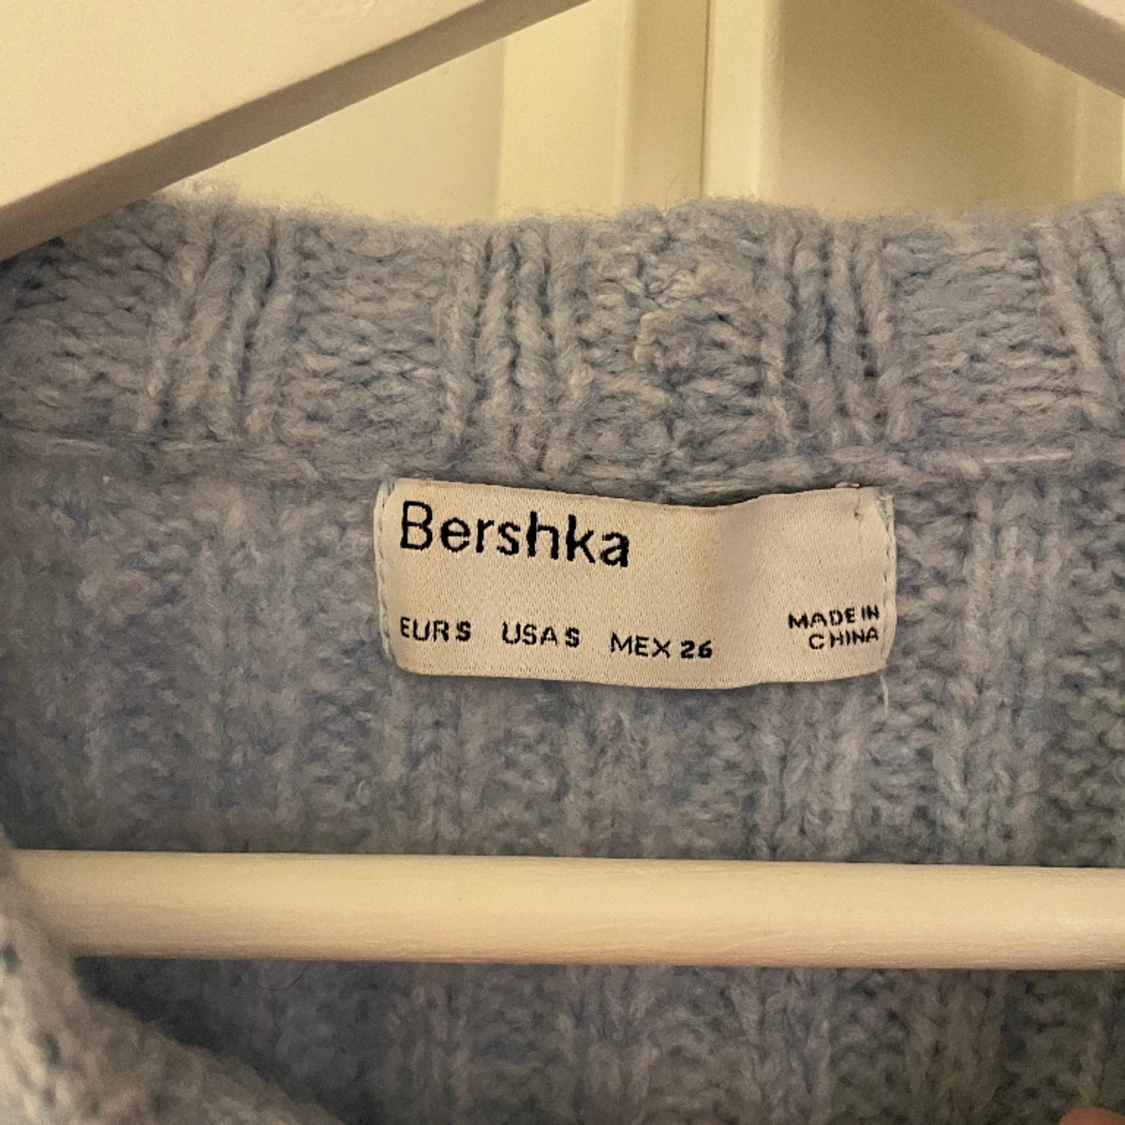 Bershka
EUR S USA S MEX 26
MADE IN
CHINA